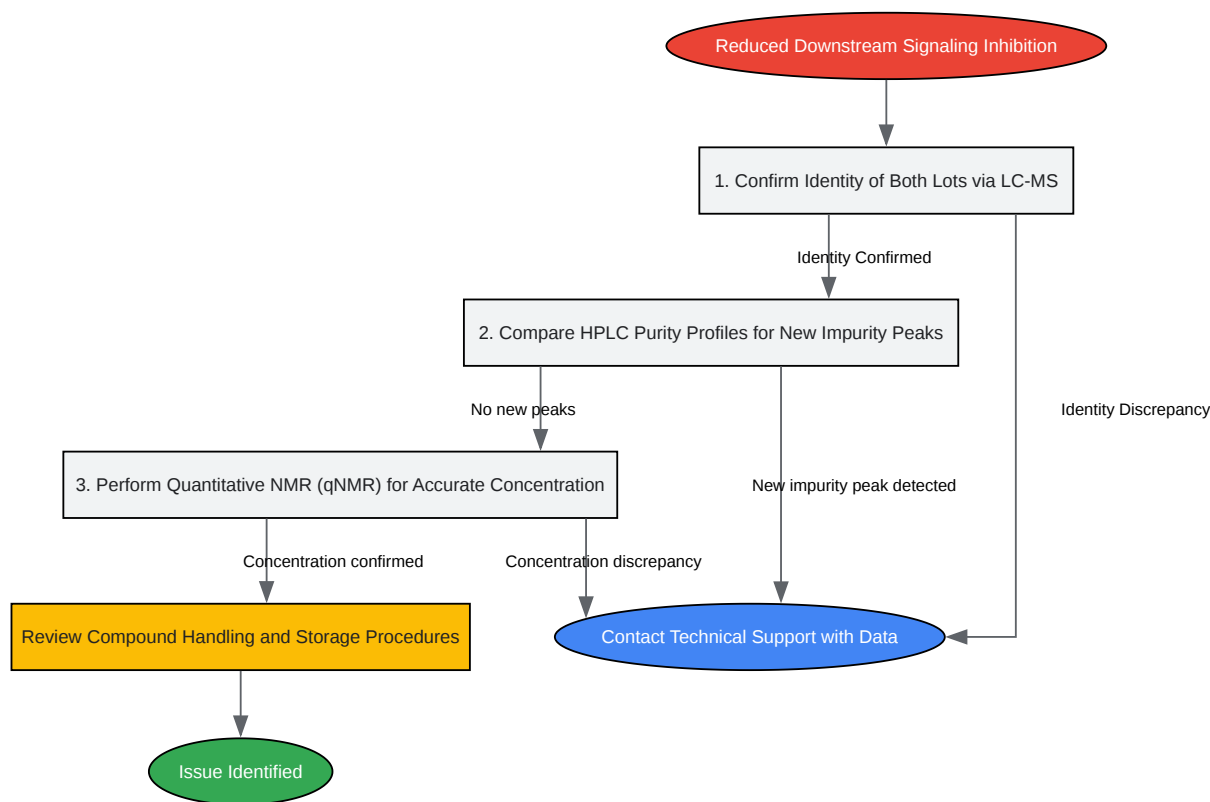 Reduced Downstream Signaling Inhibition
1. Confirm Identity of Both Lots via LC-MS
Identity Confirmed
2. Compare HPLC Purity Profiles for New Impurity Peaks
No new peaks
Identity Discrepancy
3. Perform Quantitative NMR (qNMR) for Accurate Concentration
New impurity peak detected
Concentration confirmed
Concentration discrepancy
Review Compound Handling and Storage Procedures
Contact Technical Support with Data
Issue Identified